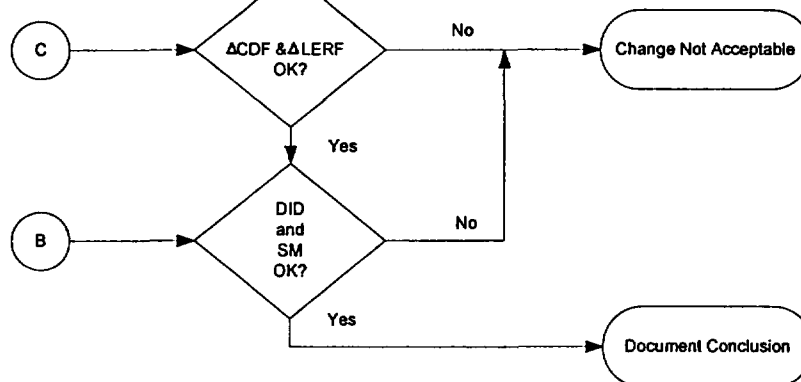 C
ΔCDF &ΔLERF
OK?
No
Change Not Acceptable
Yes
B
DID
and
SM
OK?
No
Yes
Document Conclusion